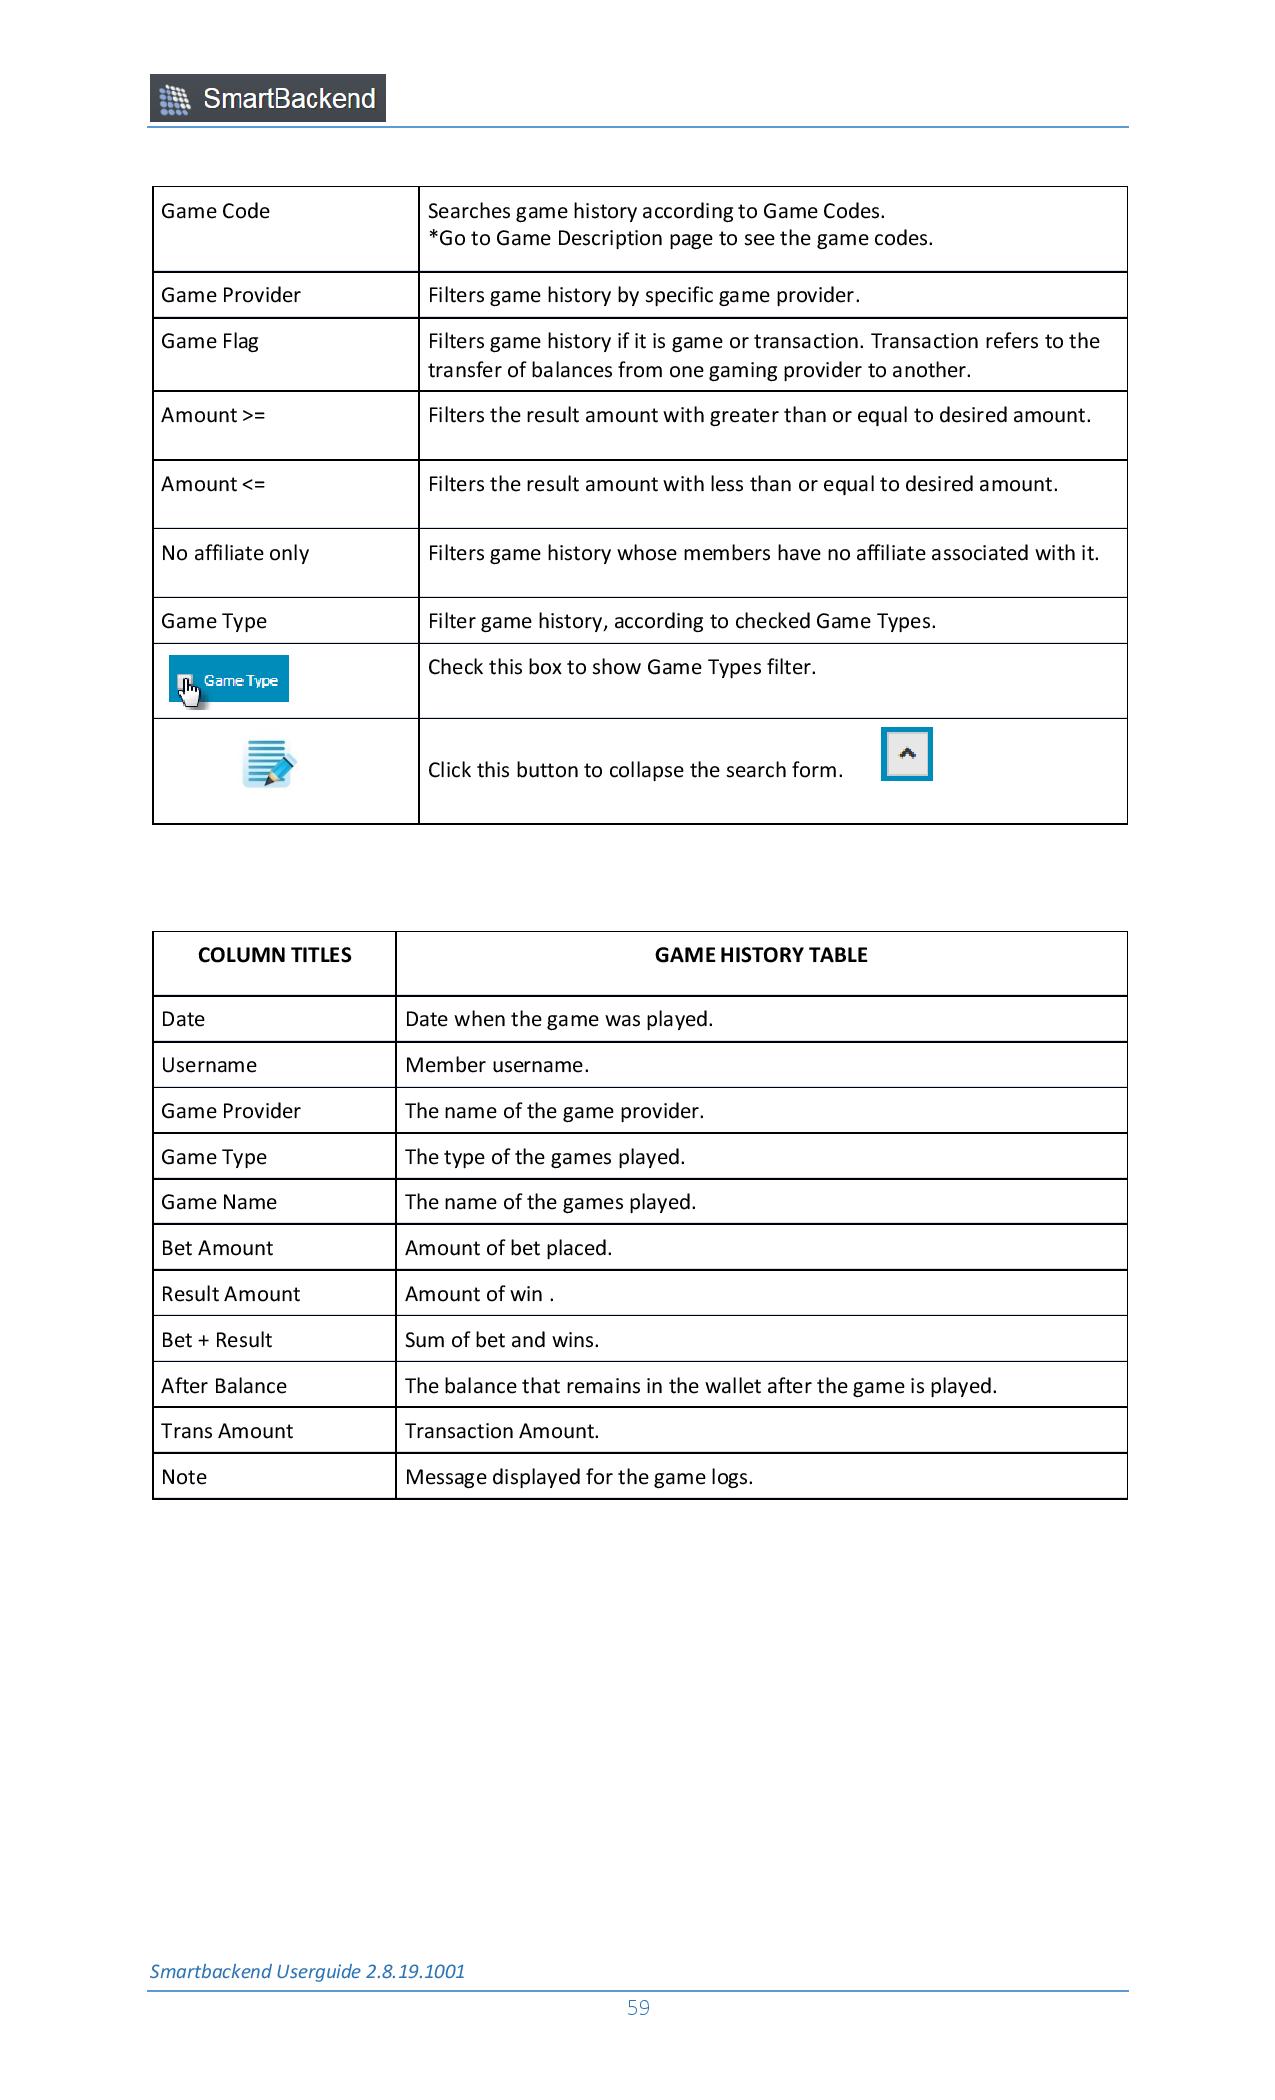 SmartBackend
Game Code
Searches game history according to Game Codes.
*Go to Game Description page to see the game codes.
Game Provider
Filters game history by specific game provider.
Game Flag
Filters game history if it is game or transaction. Transaction refers to the
transfer of balances from one gaming provider to another.
Amount >=
Filters the result amount with greater than or equal to desired amount.
Amount <=
Filters the result amount with less than or equal to desired amount.
No affiliate only
Filters game history whose members have no affiliate associated with it.
Game Type
Filter game history, according to checked Game Types.
Game Type
Check this box to show Game Types filter.
Click this button to collapse the search form.
COLUMN TITLES
GAME HISTORY TABLE
Date
Date when the game was played.
Username
Member username.
Game Provider
The name of the game provider.
Game Type
The type of the games played.
Game Name
The name of the games played.
Bet Amount
Amount of bet placed.
Result Amount
Amount of win .
Bet + Result
Sum of bet and wins.
After Balance
The balance that remains in the wallet after the game is played.
Trans Amount
Transaction Amount.
Note
Message displayed for the game logs.
Smartbackend Userguide 2.8.19.1001
59